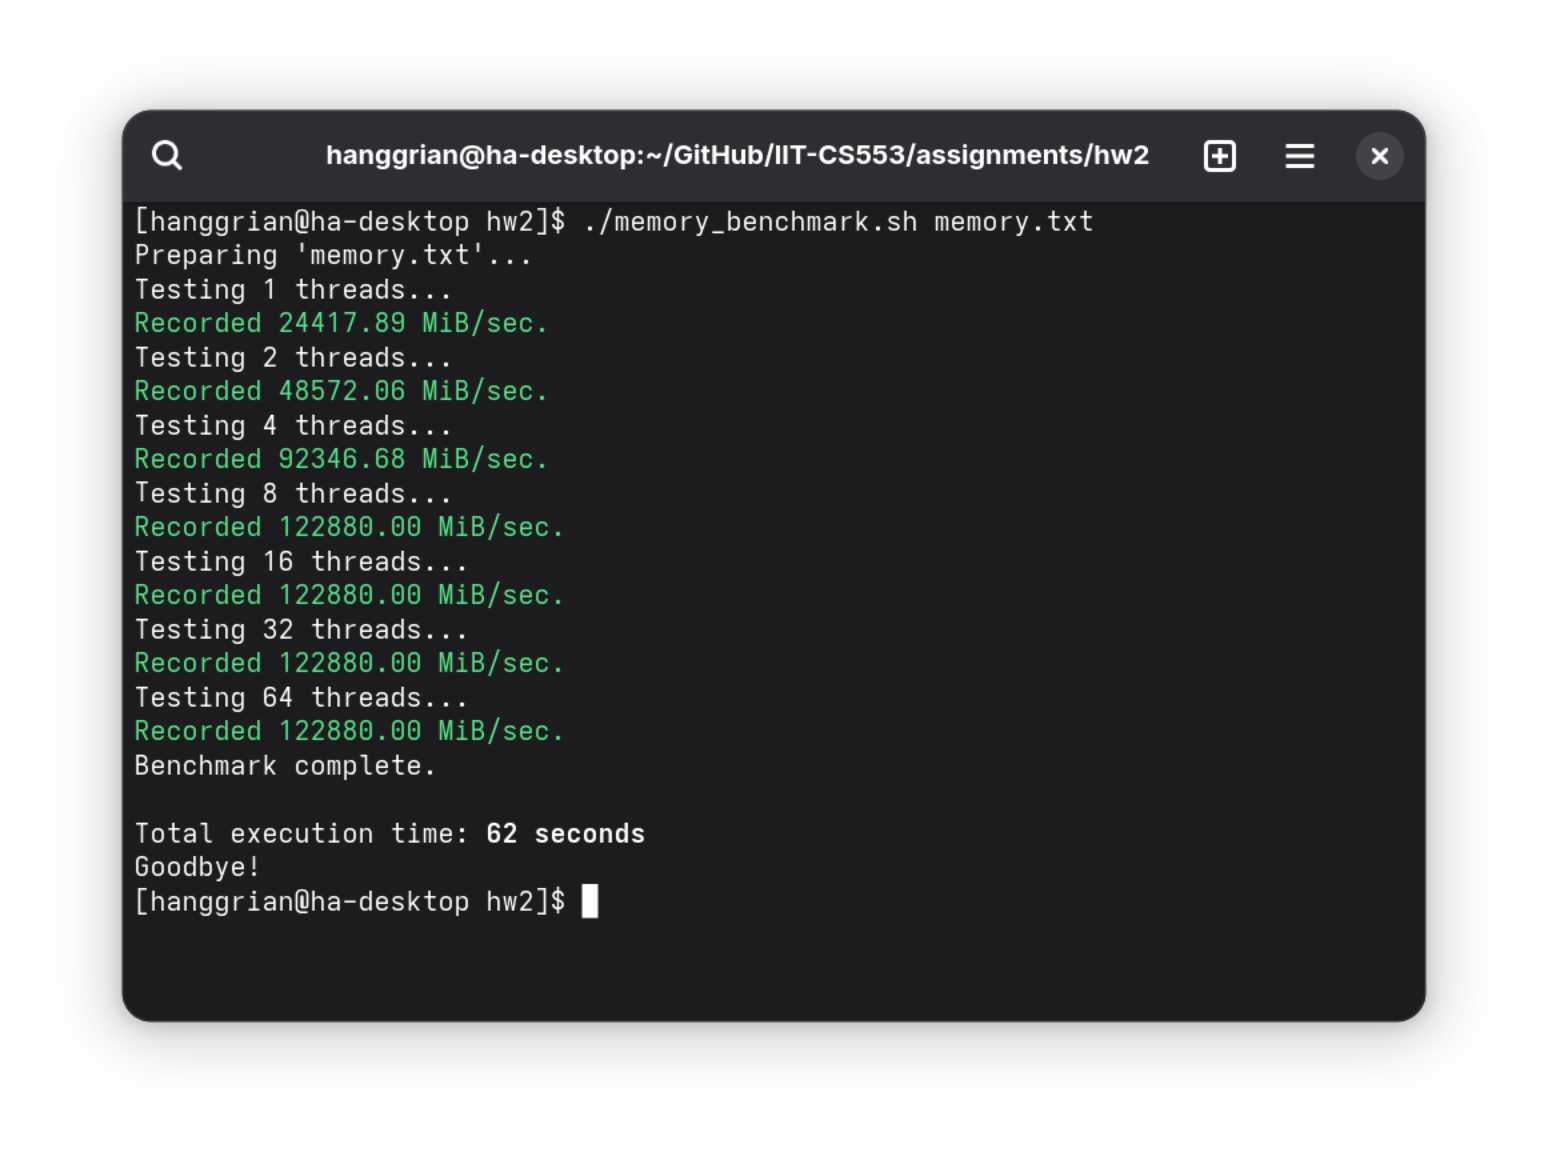 hanggrian@ha-desktop:~/GitHub/IIT-CS553/assignments/hw2
[hanggrian@ha-desktop hw2]$ ./memory_benchmark.sh memory.txt
Preparing 'memory.txt'...
Testing 1 threads...
Recorded 24417.89 MiB/sec.
Testing 2 threads...
Recorded 48572.06 MiB/sec.
Testing 4 threads...
Recorded 92346.68 MiB/sec.
Testing 8 threads...
Recorded 122880.00 MiB/sec.
Testing 16 threads...
Recorded 122880.00 MiB/sec.
Testing 32 threads...
Recorded 122880.00 MiB/sec.
Testing 64 threads...
Recorded 122880.00 MiB/sec.
Benchmark complete.
Total execution time: 62 seconds
Goodbye!
[hanggrian@ha-desktop hw2]$